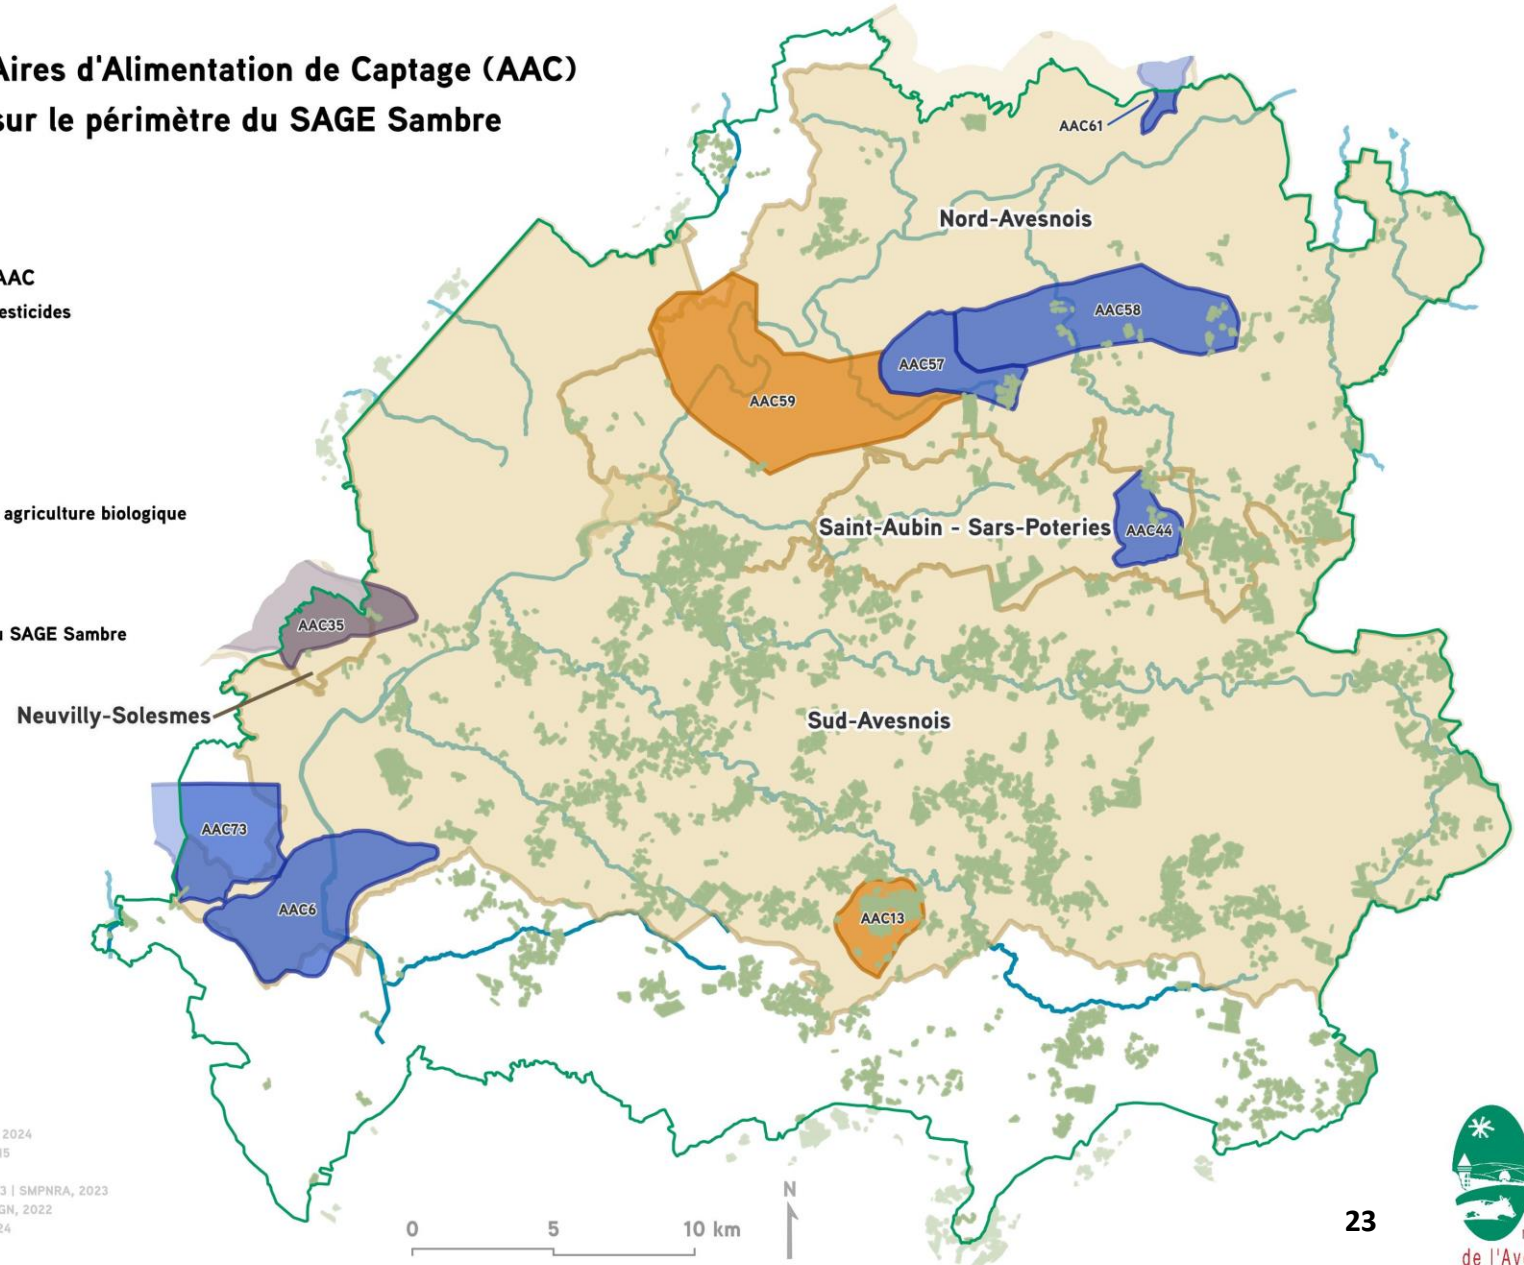 Aires d'Alimentation de Captage (AAC)
sur le périmètre du SAGE Sambre
AAC
esticides
agriculture biologique
u SAGE Sambre
AAC61
Nord-Avesnois
AAC58
AAC57
AAC59
Saint-Aubin - Sars-Poteries
AAC44
AAC35
Neuvilly-Solesmes
Sud-Avesnois
AAC73
AAC6
AAC13
2024
15
3 | SMPNRA, 2023
GN, 2022
24
0 5 10 km
N
23
de l'Av